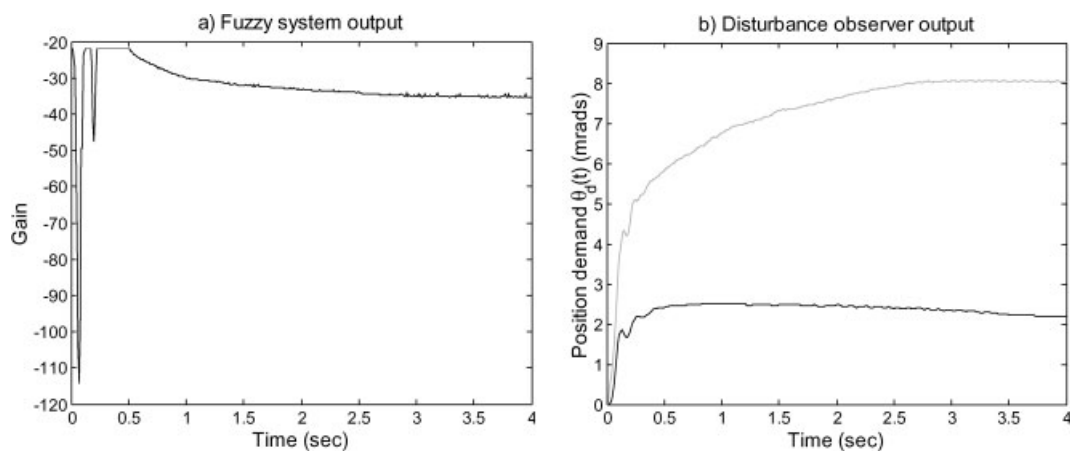 a) Fuzzy system output
-20
-30
-40
-50
-60
-70
-80
-90
-100
-110
-120
Gain
0 0.5 1 1.5 2 2.5 3 3.5 4
Time (sec)
b) Disturbance observer output
9
8
7
6
5
4
3
2
1
0
Position demand θd(t) (mrads)
0 0.5 1 1.5 2 2.5 3 3.5 4
Time (sec)